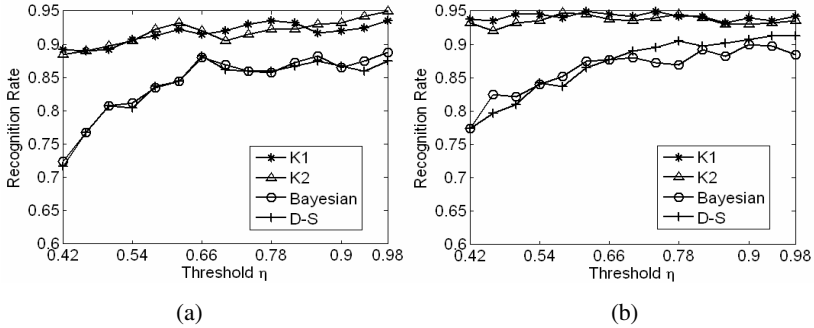 0.95
0.9
0.85
0.8
0.75
0.7
0.65
0.6
Recognition Rate
K1
K2
Bayesian
D-S
0.42 0.54 0.66 0.78 0.9 0.98
Threshold η
(a)
0.95
0.9
0.85
0.8
0.75
0.7
0.65
0.6
Recognition Rate
K1
K2
Bayesian
D-S
0.42 0.54 0.66 0.78 0.9 0.98
Threshold η
(b)